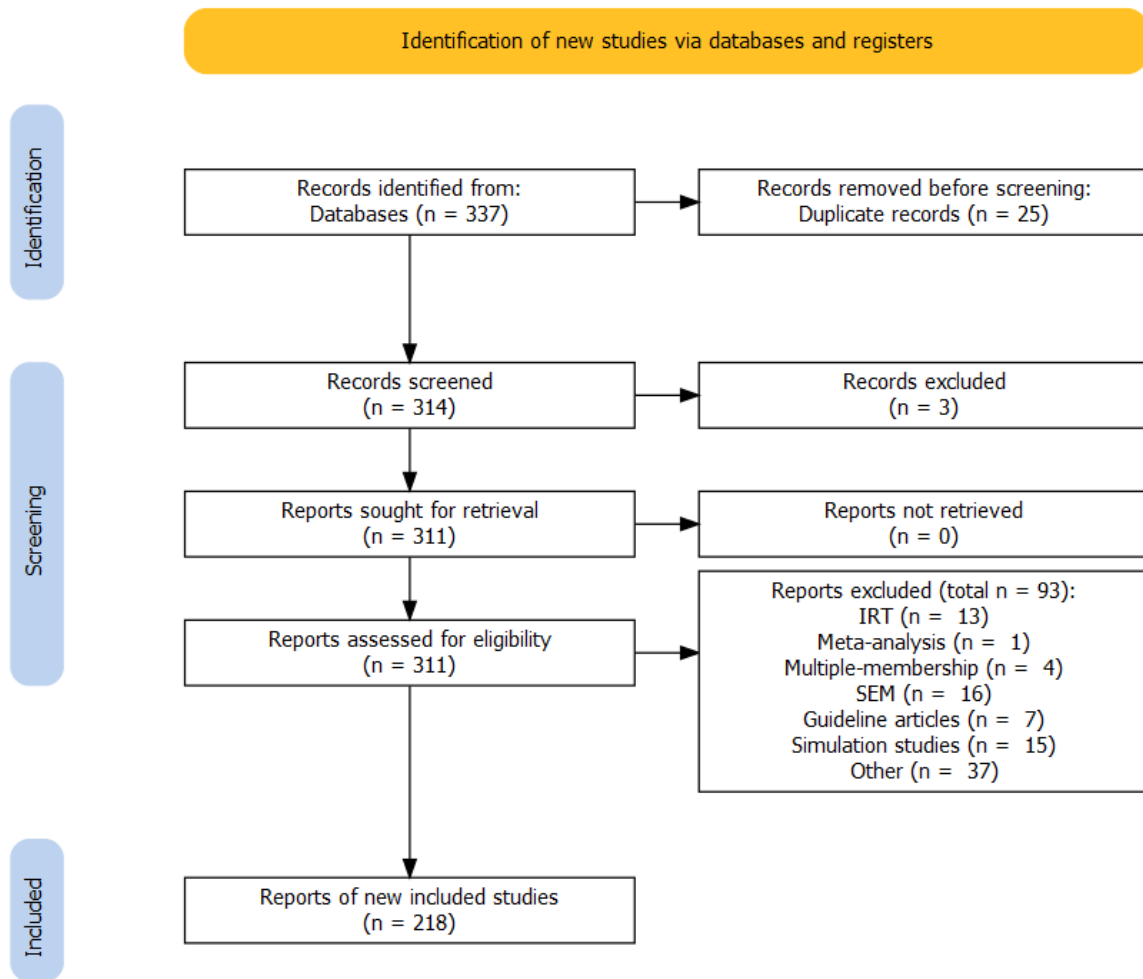 Identification of new studies via databases and registers
Identification
Records identified from:
Databases (n = 337)
Records removed before screening:
Duplicate records (n = 25)
Screening
Records screened
(n = 314)
Records excluded
(n = 3)
Reports sought for retrieval
(n = 311)
Reports not retrieved
(n = 0)
Reports assessed for eligibility
(n = 311)
Reports excluded (total n = 93):
IRT (n =  13)
Meta-analysis (n =  1)
Multiple-membership (n =  4)
SEM (n =  16)
Guideline articles (n =  7)
Simulation studies (n =  15)
Other (n =  37)
Included
Reports of new included studies
(n = 218)